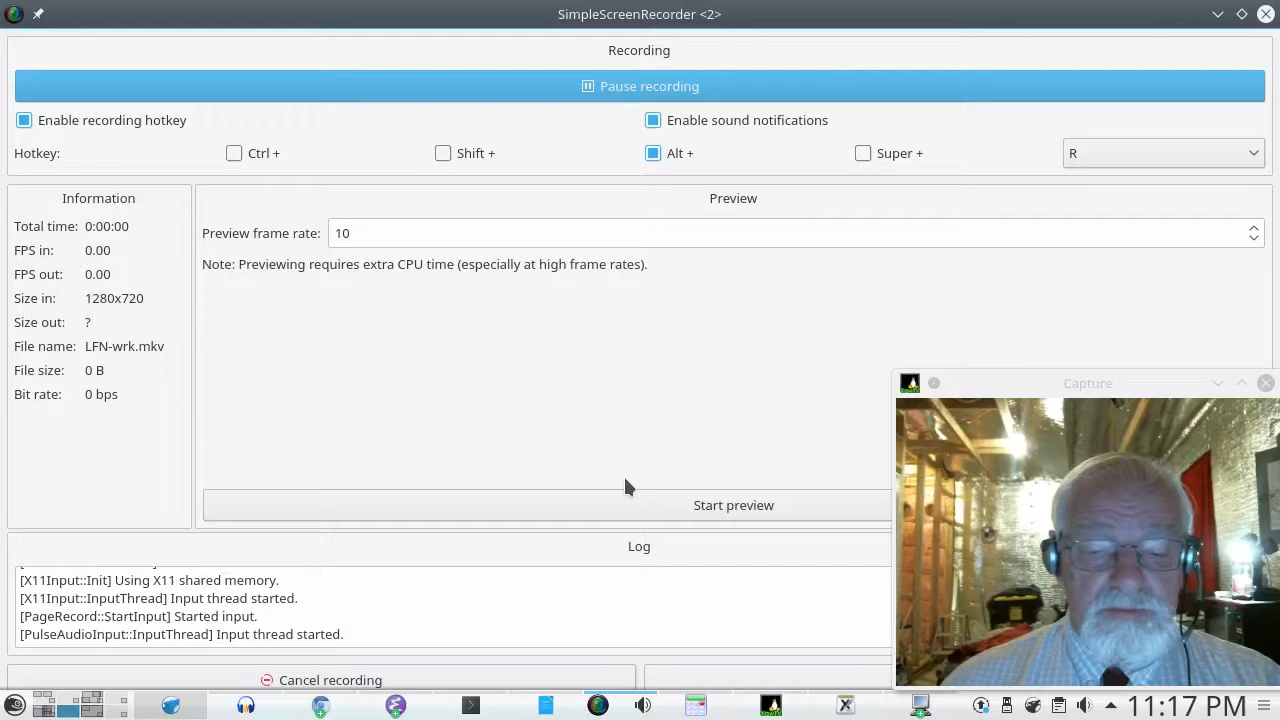 SimpleScreenRecorder <2>
Recording
Pause recording
Enable recording hotkey
Enable sound notifications
Hotkey: Ctrl + Shift + Alt + Super + R
Information
Total time: 0:00:00
FPS in: 0.00
FPS out: 0.00
Size in: 1280x720
Size out: ?
File name: LFN-wrk.mkv
File size: 0 B
Bit rate: 0 bps
Preview
Preview frame rate: 10
Note: Previewing requires extra CPU time (especially at high frame rates).
Start preview
Log
[X11Input::Init] Using X11 shared memory.
[X11Input::InputThread] Input thread started.
[PageRecord::StartInput] Started input.
[PulseAudioInput::InputThread] Input thread started.
Cancel recording
Capture
11:17 PM